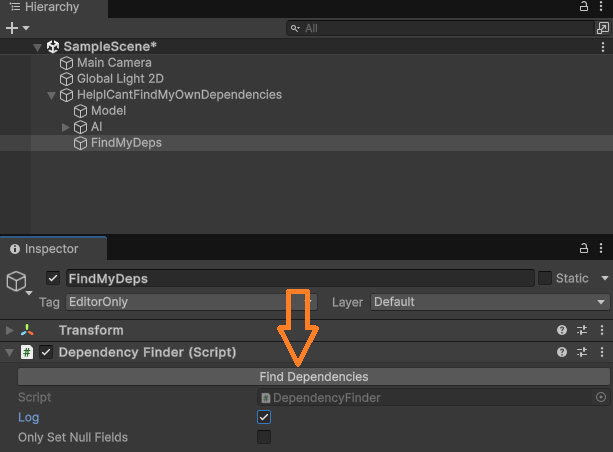 Hierarchy
All
SampleScene*
Main Camera
Global Light 2D
HelpICantFindMyOwnDependencies
Model
AI
FindMyDeps
Inspector
FindMyDeps
Static
Tag EditorOnly Layer Default
Transform
# Dependency Finder (Script)
Find Dependencies
Script # DependencyFinder
Log
Only Set Null Fields